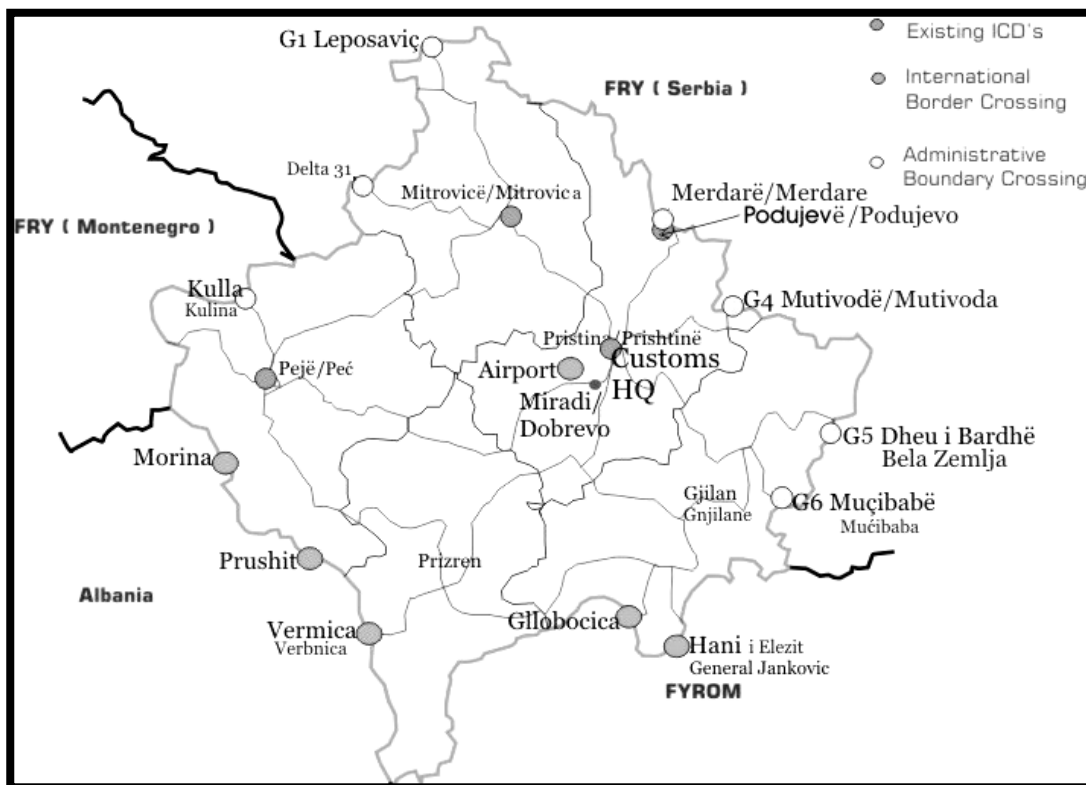 G1 Leposaviç
Existing ICD's
International
Border Crossing
Administrative
Boundary Crossing
FRY ( Serbia )
Delta 31
Mitrovicë/Mitrovica
Merdarë/Merdare
Podujevë/Podujevo
FRY ( Montenegro )
Kulla
Kulina
G4 Mutivodë/Mutivoda
Pristina/Prishtinë
Customs
HQ
Airport
Pejë/Peć
Miradi/
Dobrevo
G5 Dheu i Bardhë
Bela Zemlja
Morina
Gjilan
Gnjilane
G6 Muçibabë
Mućibaba
Prushit
Prizren
Albania
Vermica
Verbnica
Gllobocica
Hani i Elezit
General Jankovic
FYROM